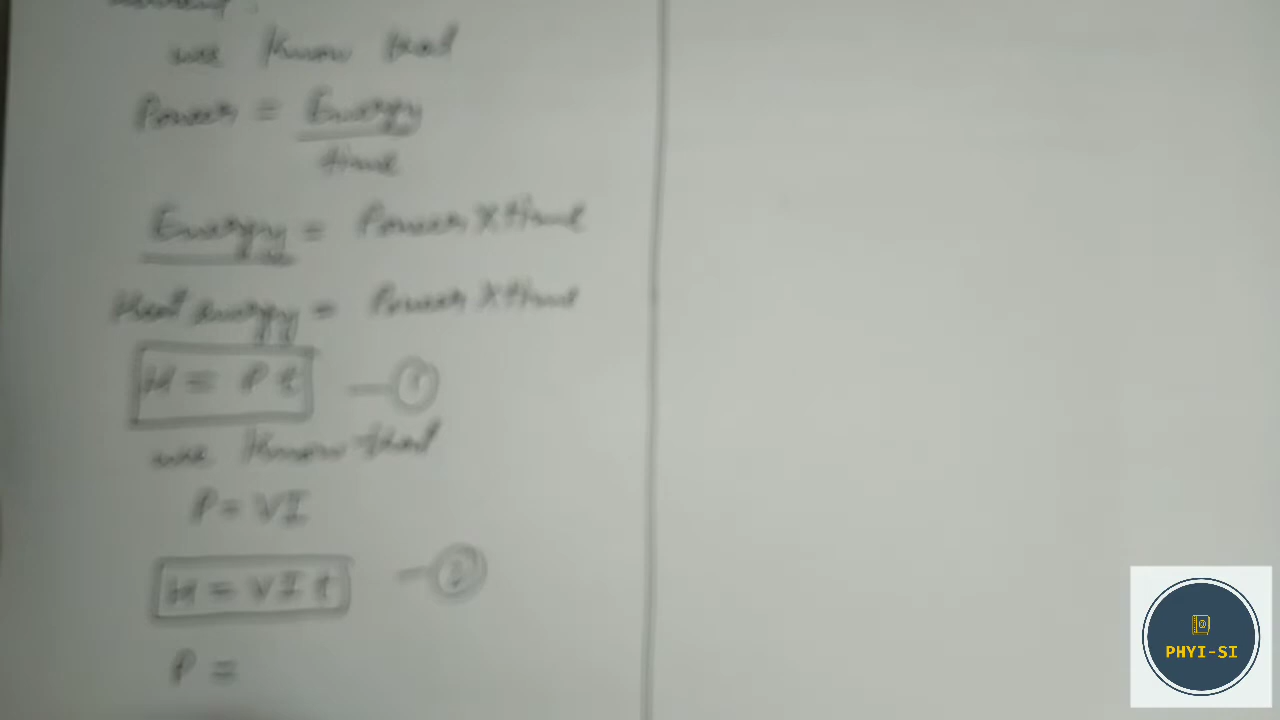 we know that
Power = Energy
time
Energy = Power × time
Heat energy = Power × time
H = P t — ①
we know that
P = VI
H = VI t — ②
P =
PHYI-SI